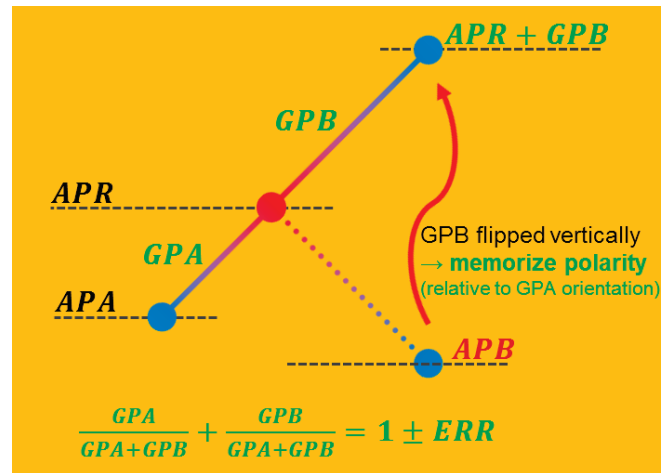 APR + GPB
GPB
APR
GPA
GPB flipped vertically
→ memorize polarity
(relative to GPA orientation)
APA
APB
GPA/GPA+GPB + GPB/GPA+GPB = 1 ± ERR